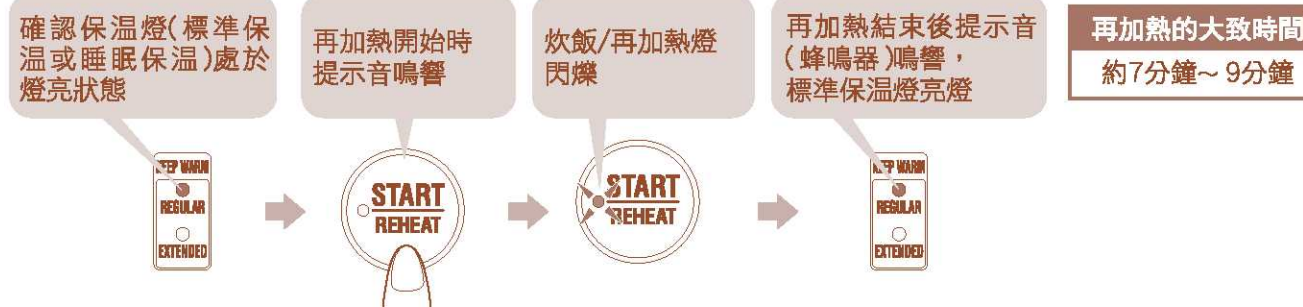 確認保溫燈(標準保
溫或睡眠保溫)處於
燈亮狀態
再加熱開始時
提示音鳴響
炊飯/再加熱燈
閃爍
再加熱結束後提示音
(蜂鳴器)鳴響，
標準保溫燈亮燈
再加熱的大致時間
約7分鐘～9分鐘
KEEP WARM
REGULAR
EXTENDED
START
REHEAT
START
REHEAT
KEEP WARM
REGULAR
EXTENDED